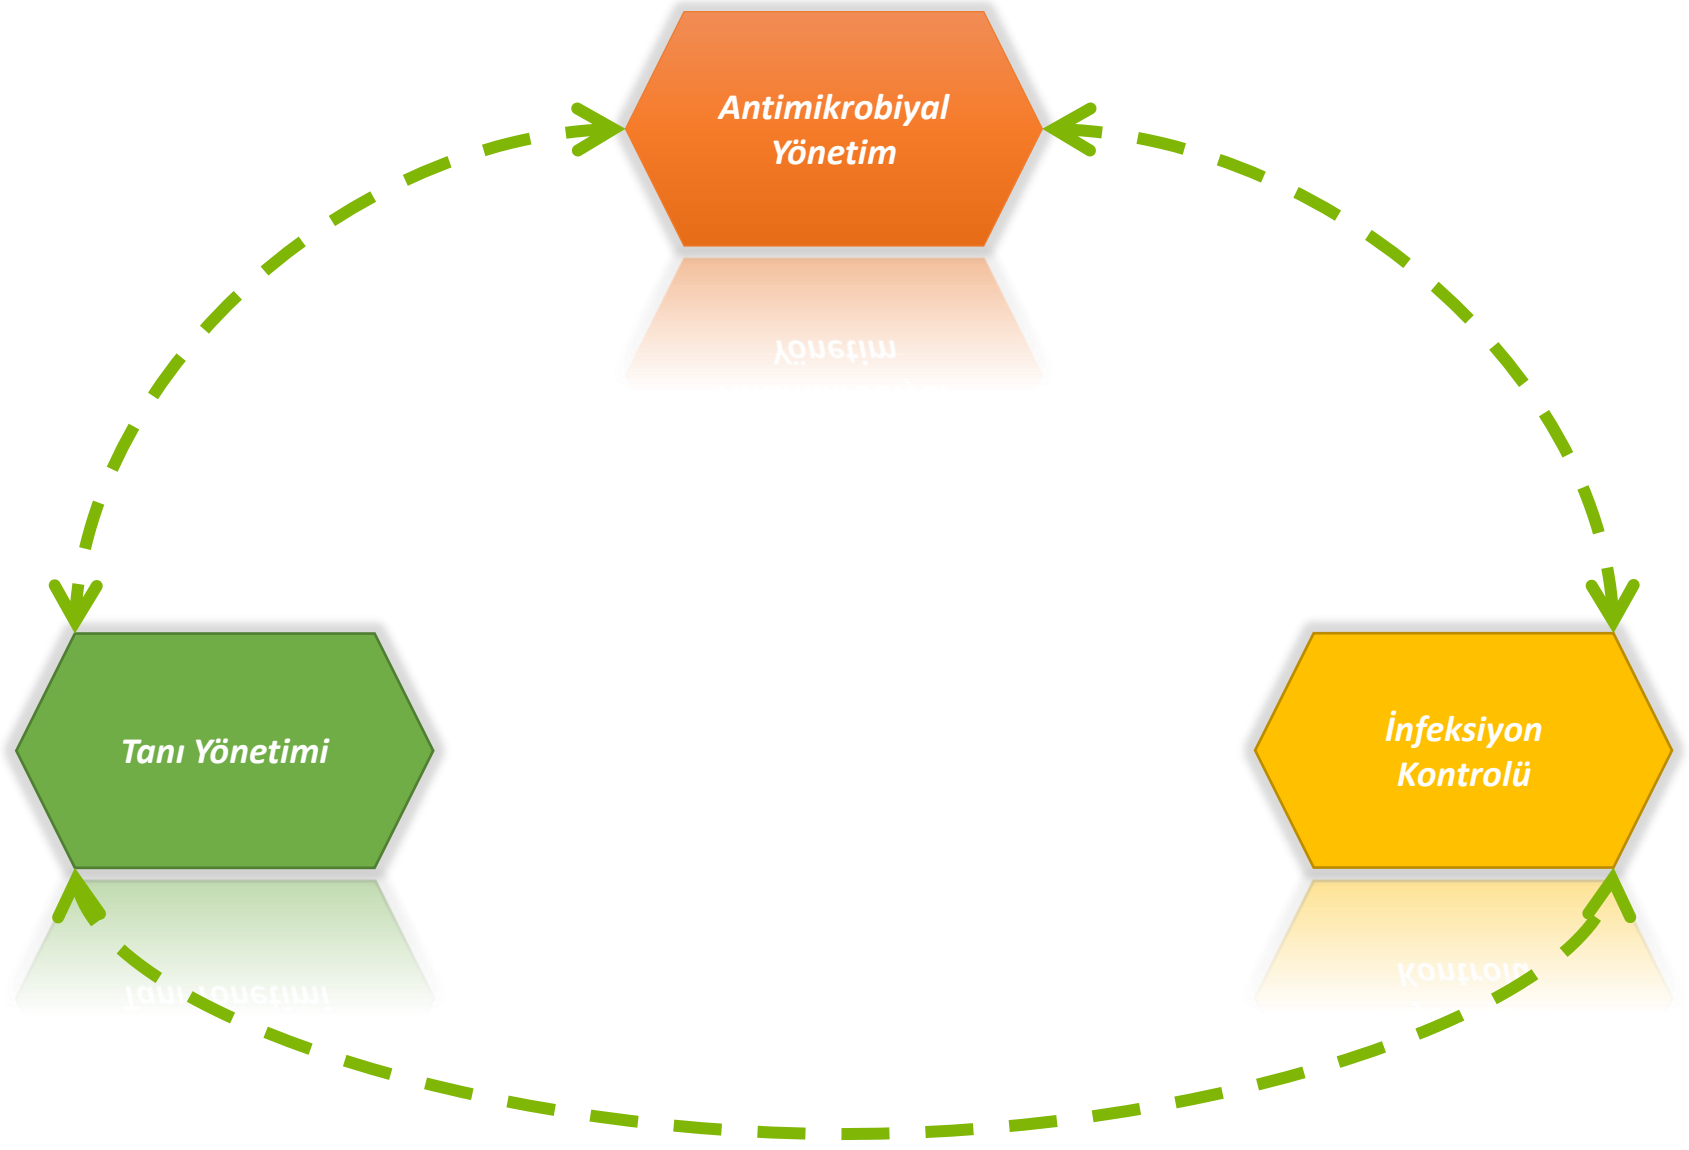 Antimikrobiyal
Yönetim
Tanı Yönetimi
İnfeksiyon
Kontrolü